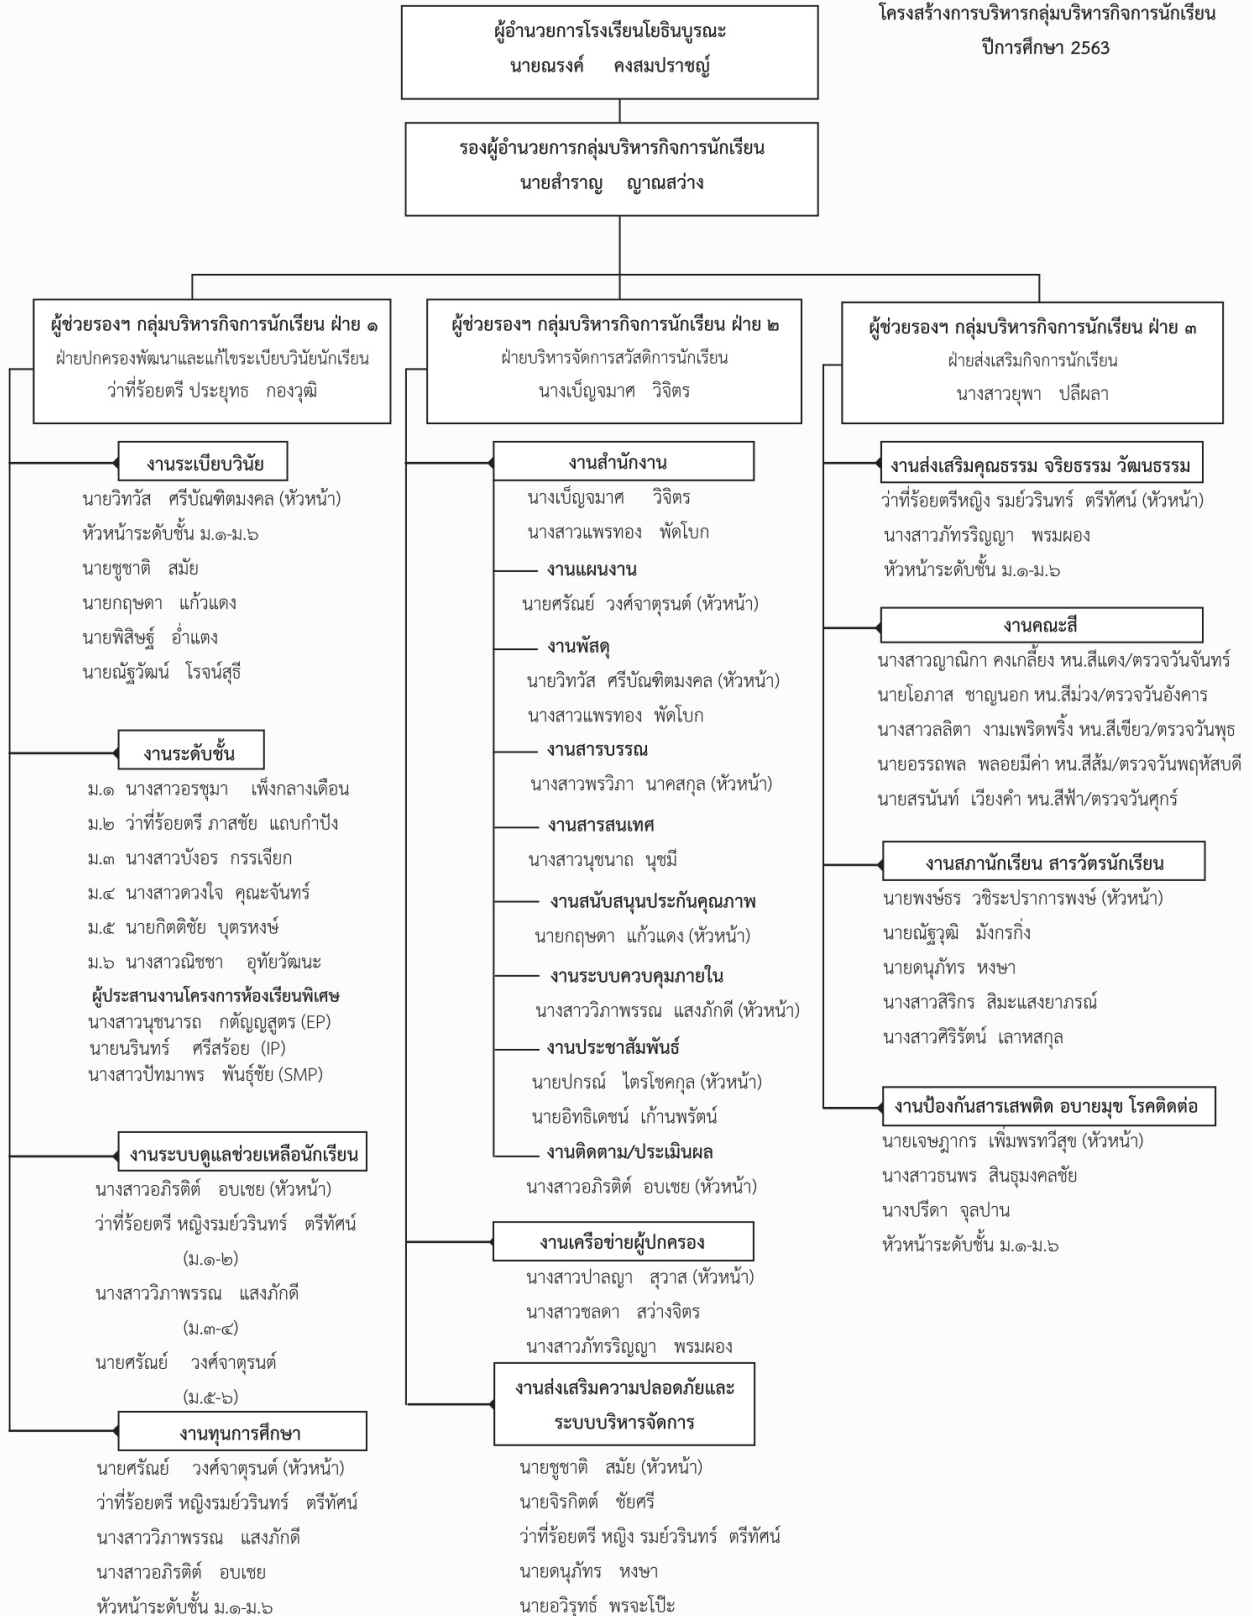 โครงสร้างการบริหารกลุ่มบริหารกิจการนักเรียน
ปีการศึกษา 2563
ผู้อำนวยการโรงเรียนโยธินบูรณะ
นายณรงค์ คงสมปราชญ์
รองผู้อำนวยการกลุ่มบริหารกิจการนักเรียน
นายสำราญ ญาณสว่าง
ผู้ช่วยรองฯ กลุ่มบริหารกิจการนักเรียน ฝ่าย ๑
ฝ่ายปกครองพัฒนาและแก้ไขระเบียบวินัยนักเรียน
ว่าที่ร้อยตรี ประยุทธ กองวุฒิ
งานระเบียบวินัย
นายวิทวัส ศรีบัณฑิตมงคล (หัวหน้า)
หัวหน้าระดับชั้น ม.๑-ม.๖
นายชูชาติ สมัย
นายกฤษดา แก้วแดง
นายพิสิษฐ์ อ่ำแตง
นายณัฐวัฒน์ โรจน์สุธี
งานระดับชั้น
ม.๑ นางสาวอรชุมา เพ็งกลางเดือน
ม.๒ ว่าที่ร้อยตรี ภาสชัย แถบกำปัง
ม.๓ นางสาวบังอร กรรเจียก
ม.๔ นางสาวดวงใจ คุณะจันทร์
ม.๕ นายกิตติชัย บุตรหงษ์
ม.๖ นางสาวณิชชา อุทัยวัฒนะ
ผู้ประสานงานโครงการห้องเรียนพิเศษ
นางสาวนุชนารถ กตัญญูสูตร (EP)
นายนรินทร์ ศรีสร้อย (IP)
นางสาวปัทมาพร พันธุ์ชัย (SMP)
งานระบบดูแลช่วยเหลือนักเรียน
นางสาวอภิรติต์ อบเชย (หัวหน้า)
ว่าที่ร้อยตรี หญิงรมย์วรินทร์ ตรีทัศน์
(ม.๑-๒)
นางสาววิภาพรรณ แสงภักดี
(ม.๓-๔)
นายศรัณย์ วงศ์จาตุรนต์
(ม.๕-๖)
งานทุนการศึกษา
นายศรัณย์ วงศ์จาตุรนต์ (หัวหน้า)
ว่าที่ร้อยตรี หญิงรมย์วรินทร์ ตรีทัศน์
นางสาววิภาพรรณ แสงภักดี
นางสาวอภิรติต์ อบเชย
หัวหน้าระดับชั้น ม.๑-ม.๖
ผู้ช่วยรองฯ กลุ่มบริหารกิจการนักเรียน ฝ่าย ๒
ฝ่ายบริหารจัดการสวัสดิการนักเรียน
นางเบ็ญจมาศ วิจิตร
งานสำนักงาน
นางเบ็ญจมาศ วิจิตร
นางสาวแพรทอง พัดโบก
งานแผนงาน
นายศรัณย์ วงศ์จาตุรนต์ (หัวหน้า)
งานพัสดุ
นายวิทวัส ศรีบัณฑิตมงคล (หัวหน้า)
นางสาวแพรทอง พัดโบก
งานสารบรรณ
นางสาวพรวิภา นาคสกุล (หัวหน้า)
งานสารสนเทศ
นางสาวนุชนาถ นุชมี
งานสนับสนุนประกันคุณภาพ
นายกฤษดา แก้วแดง (หัวหน้า)
งานระบบควบคุมภายใน
นางสาววิภาพรรณ แสงภักดี (หัวหน้า)
งานประชาสัมพันธ์
นายปกรณ์ ไตรโชคกุล (หัวหน้า)
นายอิทธิเดชน์ เก้านพรัตน์
งานติดตาม/ประเมินผล
นางสาวอภิรติต์ อบเชย (หัวหน้า)
งานเครือข่ายผู้ปกครอง
นางสาวปาลญา สุวาส (หัวหน้า)
นางสาวชลดา สว่างจิตร
นางสาวภัทรริญญา พรมผอง
งานส่งเสริมความปลอดภัยและ
ระบบบริหารจัดการ
นายชูชาติ สมัย (หัวหน้า)
นายจิรกิตต์ ชัยศรี
ว่าที่ร้อยตรี หญิง รมย์วรินทร์ ตรีทัศน์
นายดนุภัทร หงษา
นายอวิรุทธ์ พรจะโป๊ะ
ผู้ช่วยรองฯ กลุ่มบริหารกิจการนักเรียน ฝ่าย ๓
ฝ่ายส่งเสริมกิจการนักเรียน
นางสาวยุพา ปลีผลา
งานส่งเสริมคุณธรรม จริยธรรม วัฒนธรรม
ว่าที่ร้อยตรีหญิง รมย์วรินทร์ ตรีทัศน์ (หัวหน้า)
นางสาวภัทรริญญา พรมผอง
หัวหน้าระดับชั้น ม.๑-ม.๖
งานคณะสี
นางสาวญาณิกา คงเกลี้ยง หน.สีแดง/ตรวจวันจันทร์
นายโอภาส ชาญนอก หน.สีม่วง/ตรวจวันอังคาร
นางสาวลลิตา งามเพริดพริ้ง หน.สีเขียว/ตรวจวันพุธ
นายอรรถพล พลอยมีค่า หน.สีส้ม/ตรวจวันพฤหัสบดี
นายสรนันท์ เวียงคำ หน.สีฟ้า/ตรวจวันศุกร์
งานสภานักเรียน สารวัตรนักเรียน
นายพงษ์ธร วชิระปราการพงษ์ (หัวหน้า)
นายณัฐวุฒิ มังกรกิ่ง
นายดนุภัทร หงษา
นางสาวสิริกร สิมะแสงยาภรณ์
นางสาวศิริรัตน์ เลาหสกุล
งานป้องกันสารเสพติด อบายมุข โรคติดต่อ
นายเจษฎากร เพิ่มพรทวีสุข (หัวหน้า)
นางสาวธนพร สินธุมงคลชัย
นางปรีดา จุลปาน
หัวหน้าระดับชั้น ม.๑-ม.๖